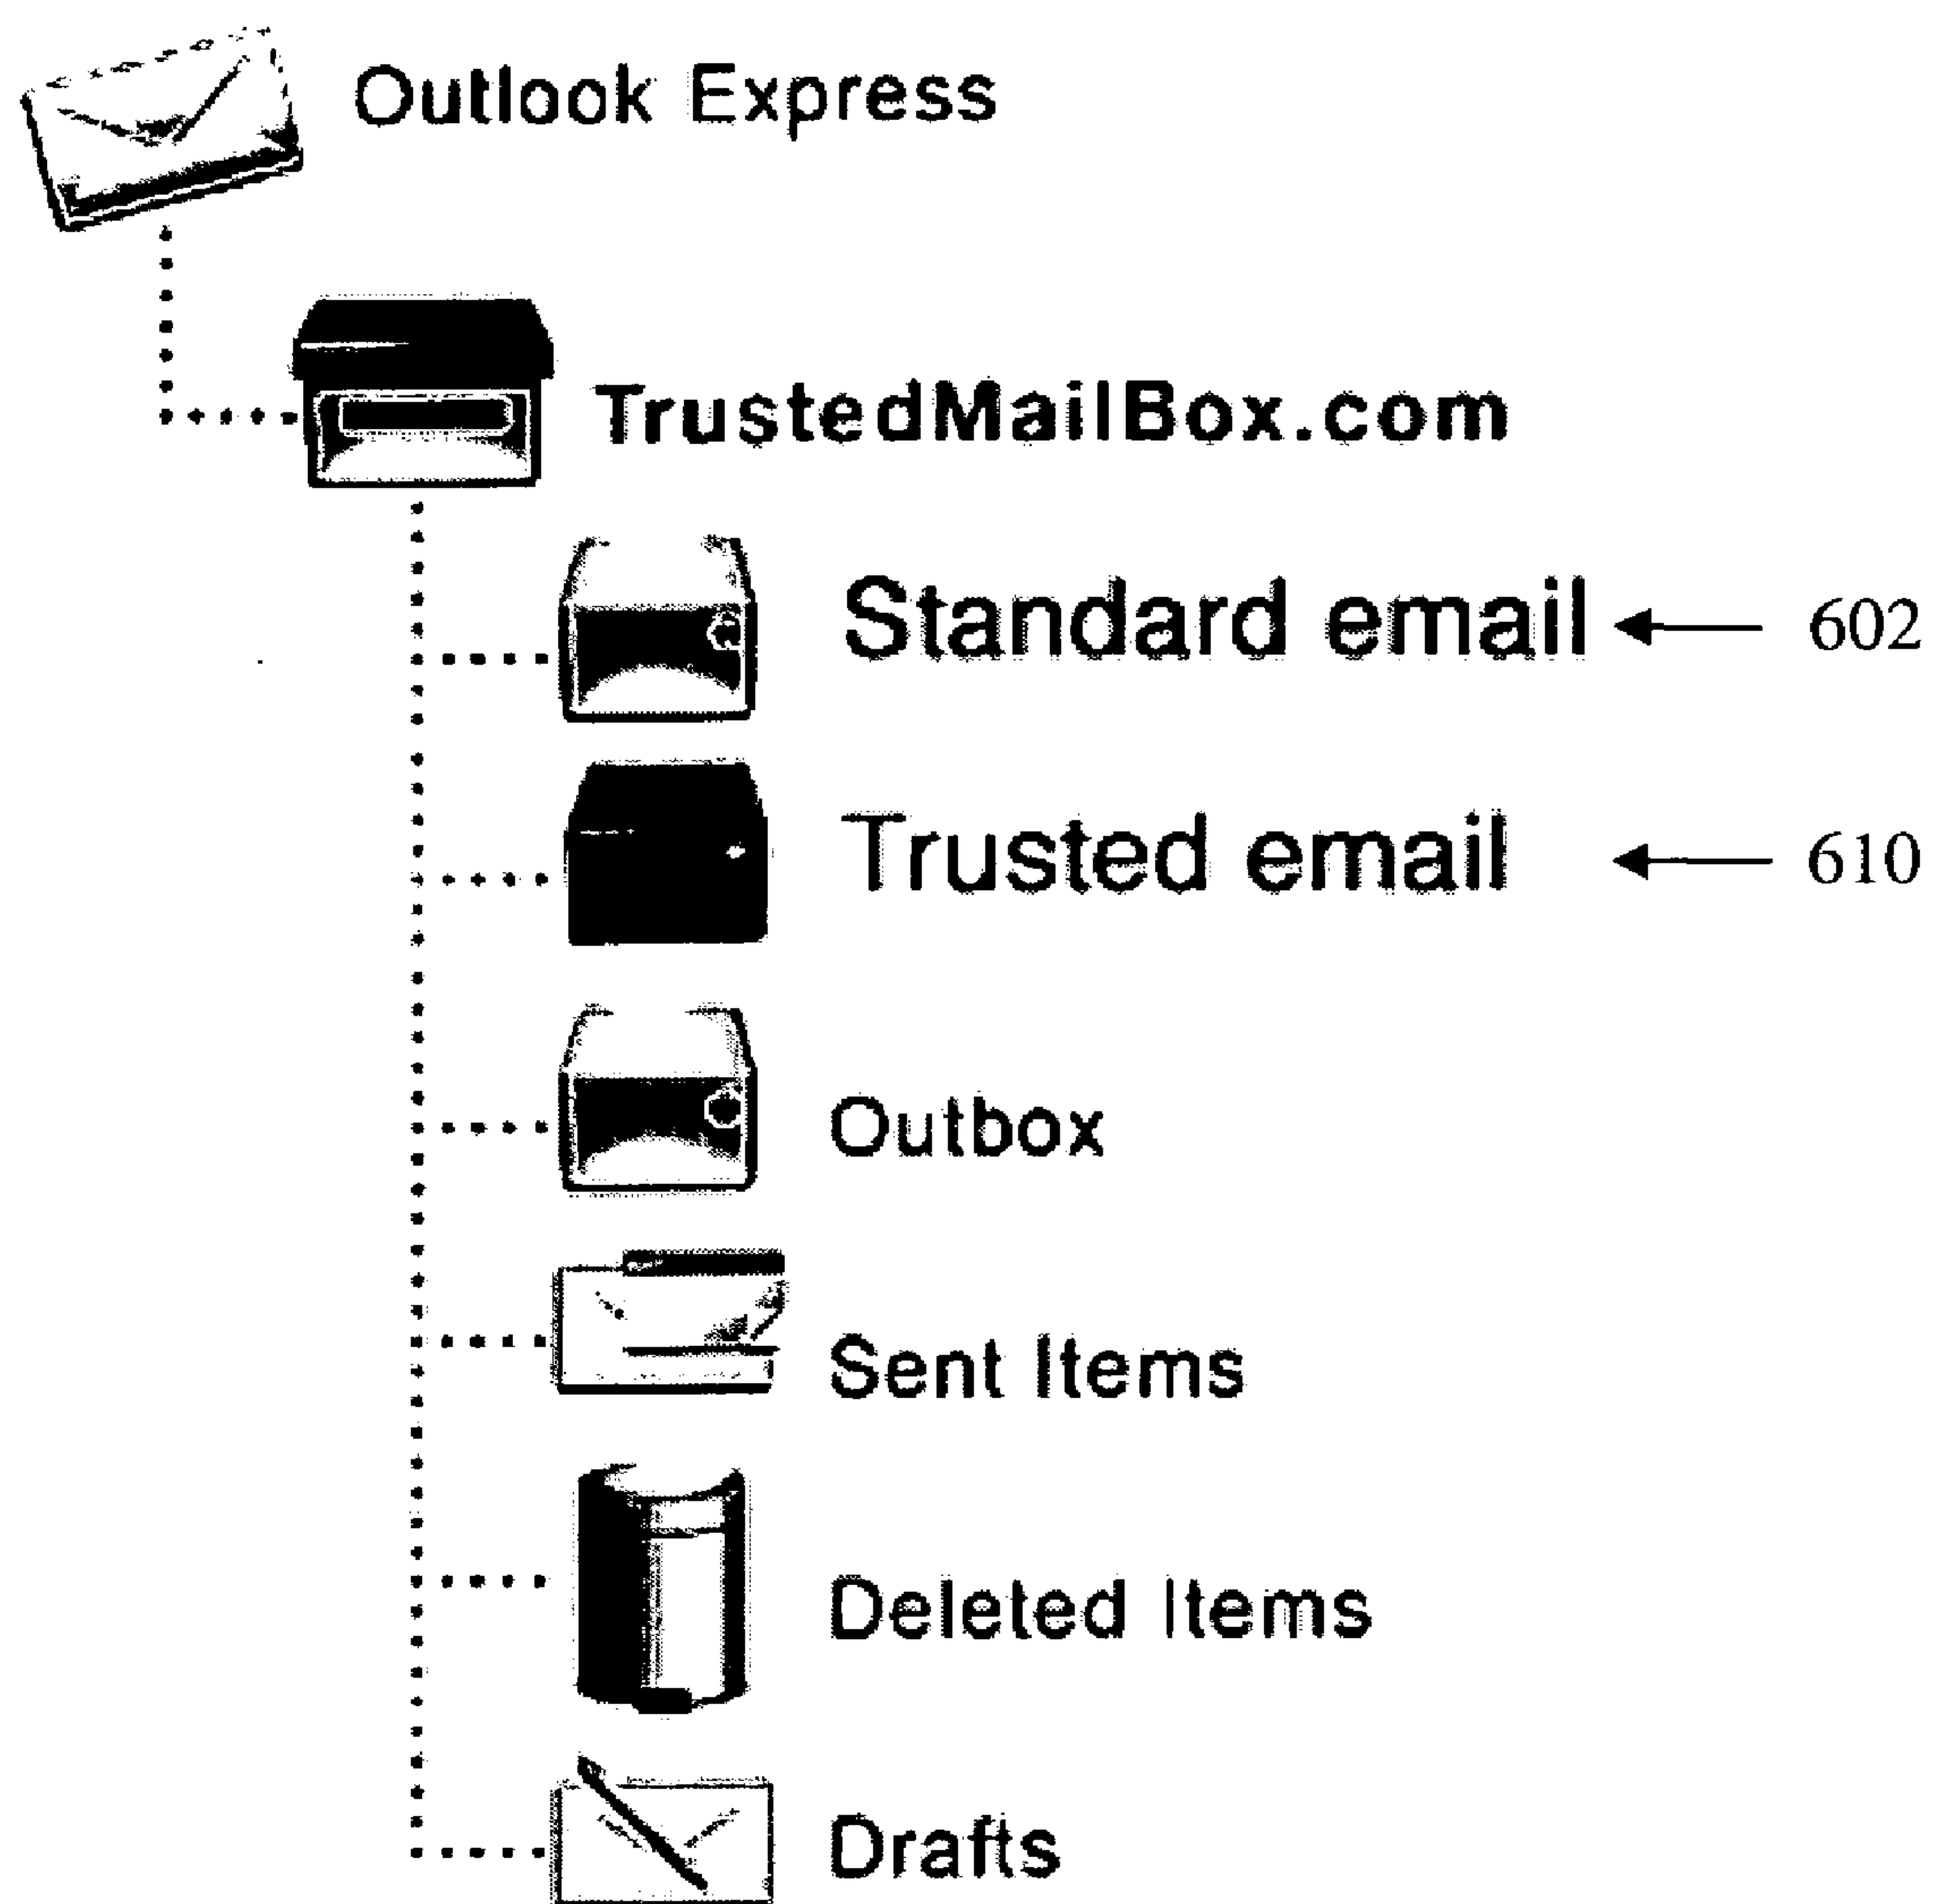 Outlook Express
TrustedMailBox.com
Standard email 602
Trusted email 610
Outbox
Sent Items
Deleted Items
Drafts